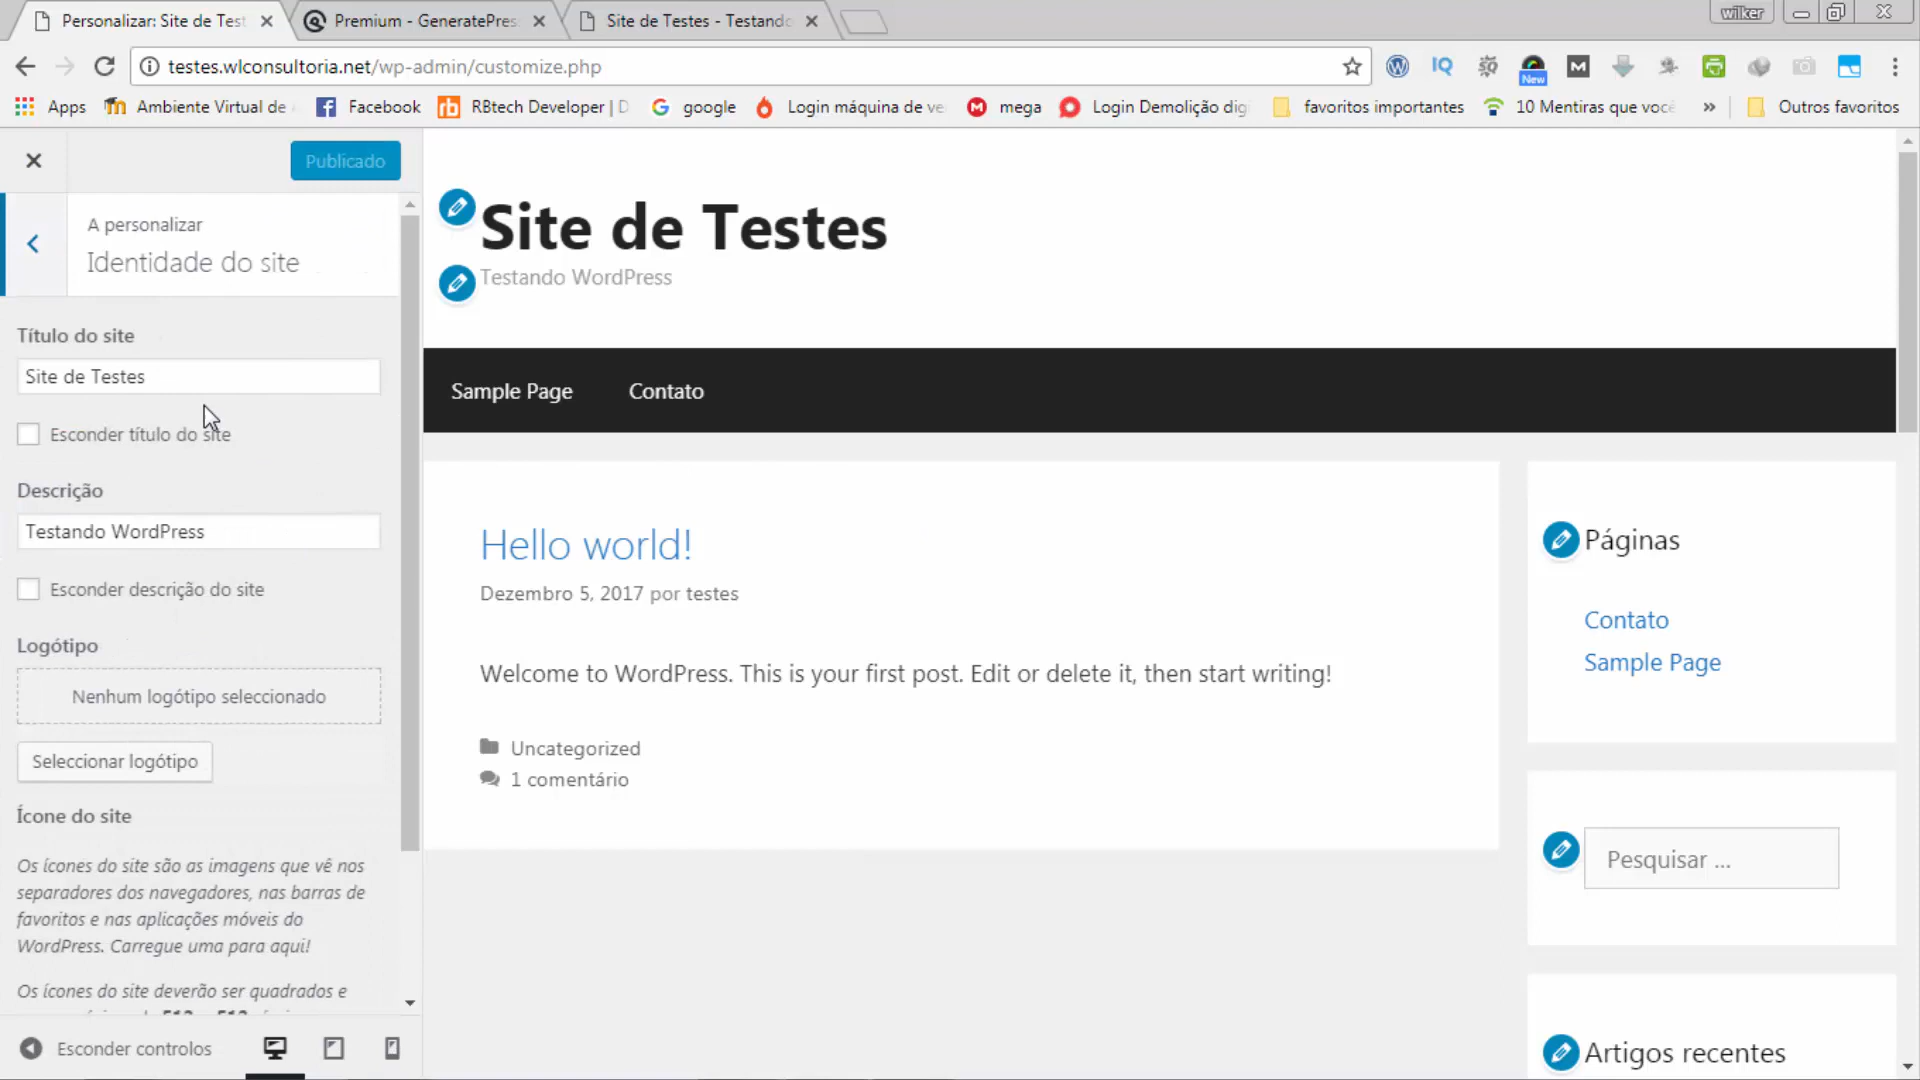 Personalizar: Site de Test
Premium - GeneratePres
Site de Testes - Testando
wilker
testes.wlconsultoria.net/wp-admin/customize.php
IQ
New
M
Apps
Ambiente Virtual de
Facebook
RBtech Developer | D
google
Login máquina de ve
mega
Login Demolição digi
favoritos importantes
10 Mentiras que você
»
Outros favoritos
Publicado
A personalizar
Identidade do site
Título do site
Site de Testes
Esconder título do site
Descrição
Testando WordPress
Esconder descrição do site
Logótipo
Nenhum logótipo seleccionado
Seleccionar logótipo
Ícone do site
Os ícones do site são as imagens que vê nos
separadores dos navegadores, nas barras de
favoritos e nas aplicações móveis do
WordPress. Carregue uma para aqui!
Os ícones do site deverão ser quadrados e
Esconder controlos
Site de Testes
Testando WordPress
Sample Page
Contato
Hello world!
Dezembro 5, 2017 por testes
Welcome to WordPress. This is your first post. Edit or delete it, then start writing!
Uncategorized
1 comentário
Páginas
Contato
Sample Page
Pesquisar ...
Artigos recentes